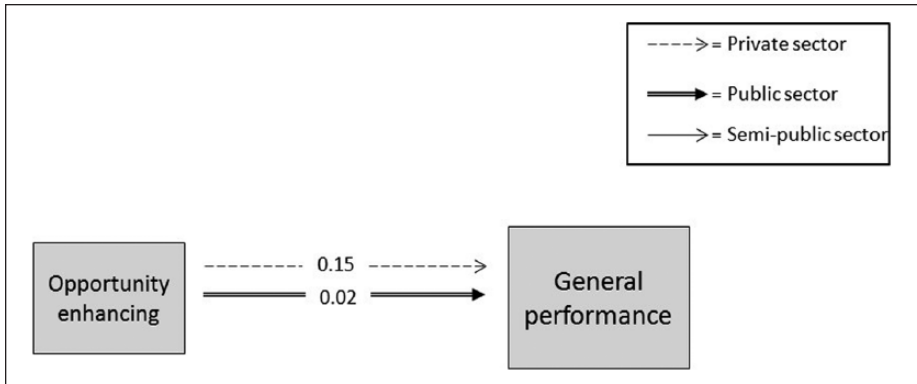 = Private sector
= Public sector
= Semi-public sector
Opportunity
enhancing
0.15
0.02
General
performance